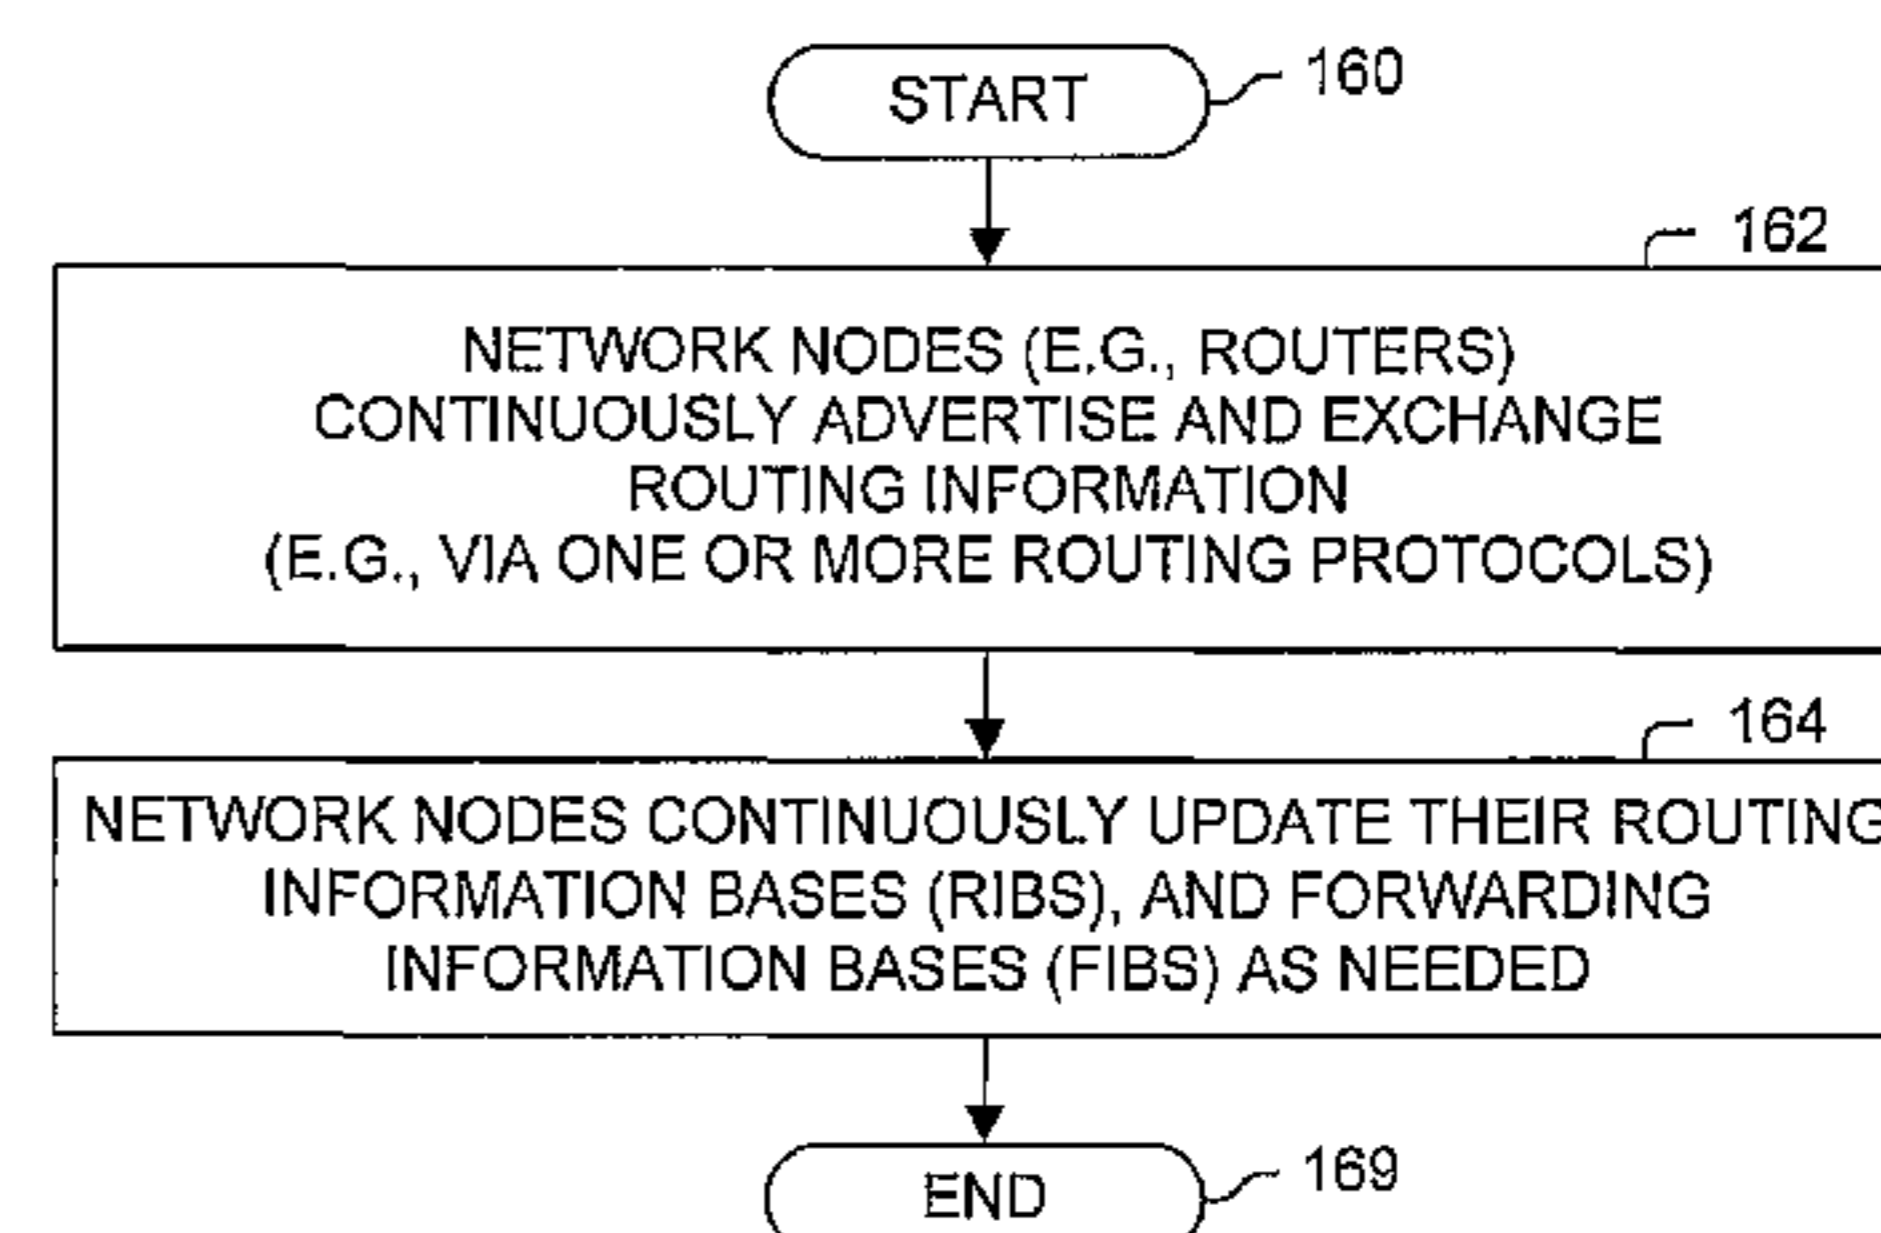 START
160
162
NETWORK NODES (E.G., ROUTERS)
CONTINUOUSLY ADVERTISE AND EXCHANGE
ROUTING INFORMATION
(E.G., VIA ONE OR MORE ROUTING PROTOCOLS)
164
NETWORK NODES CONTINUOUSLY UPDATE THEIR ROUTING
INFORMATION BASES (RIBS), AND FORWARDING
INFORMATION BASES (FIBS) AS NEEDED
END
169